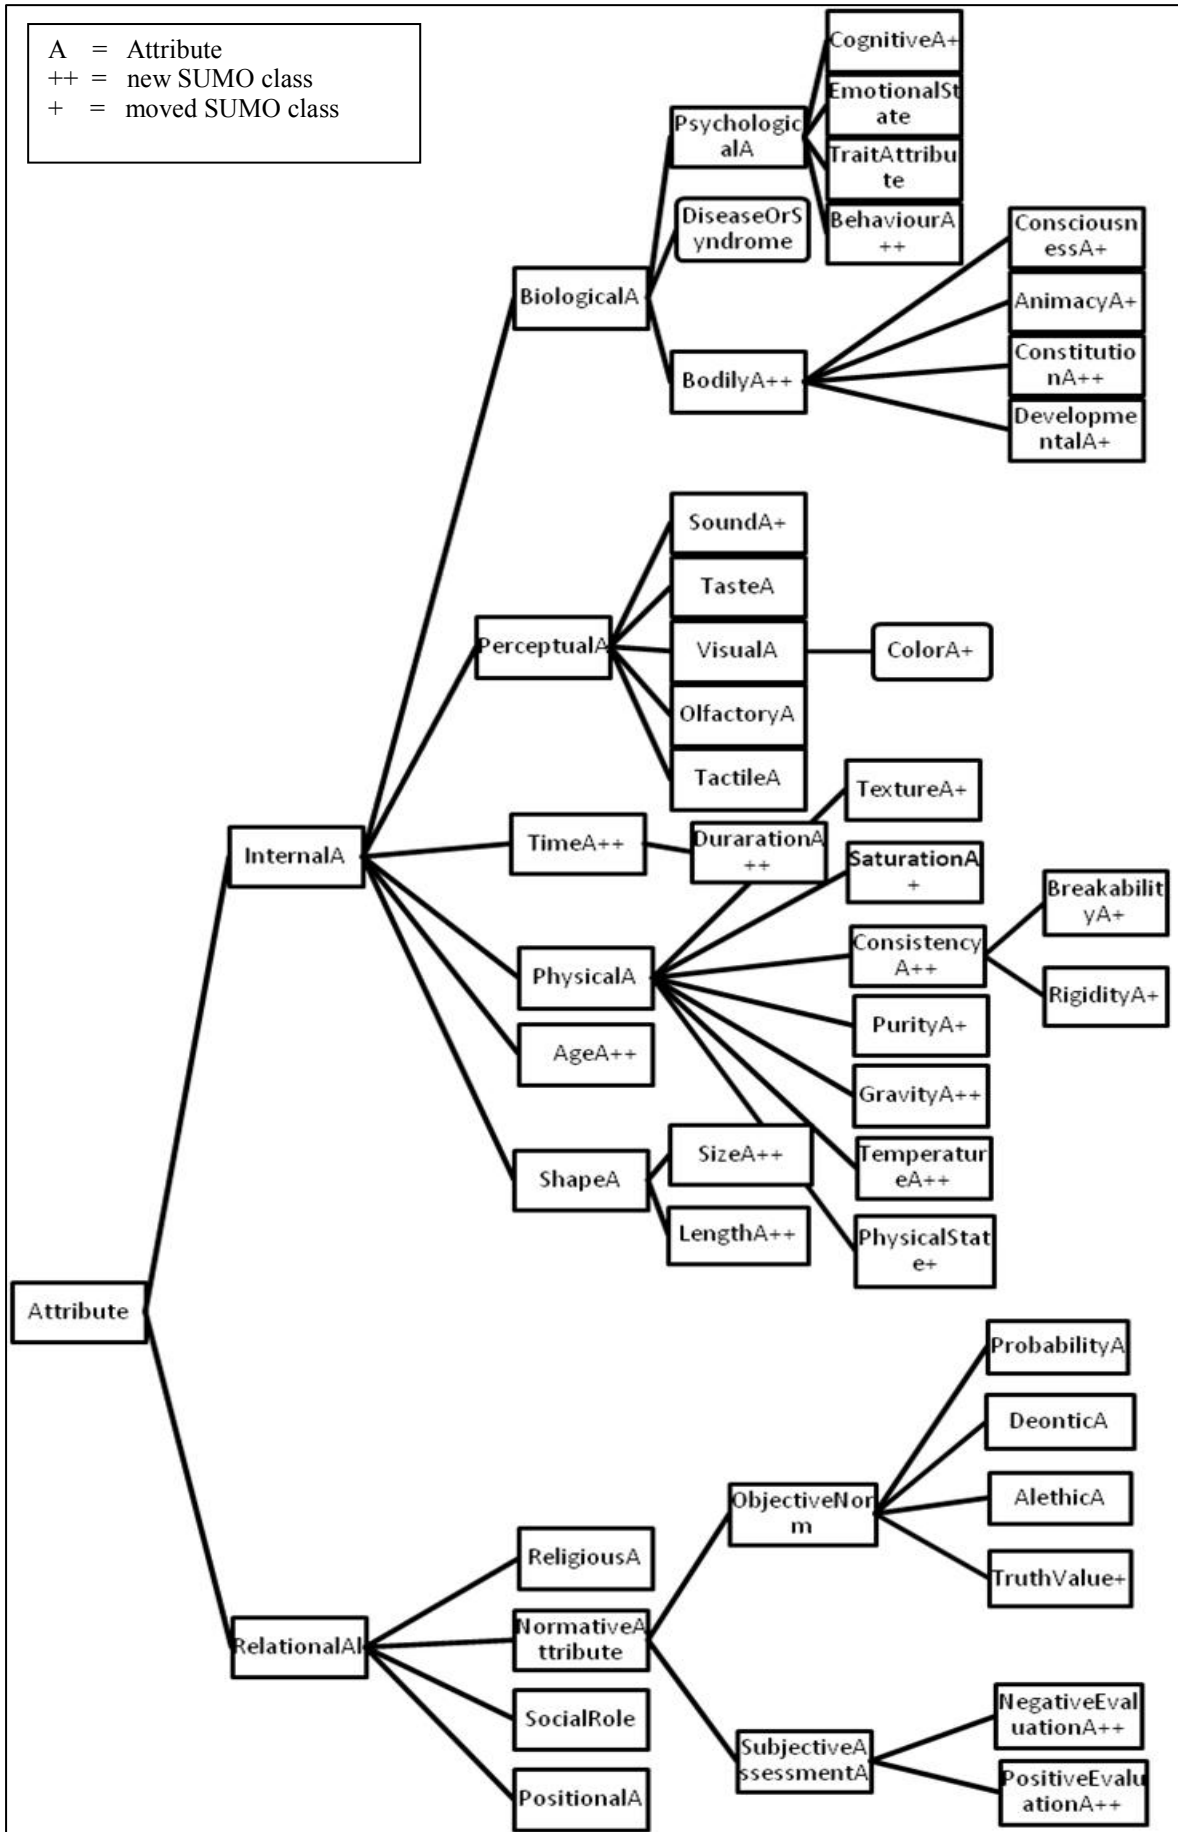 A = Attribute
++ = new SUMO class
+ = moved SUMO class
CognitiveA+
EmotionalSt
ate
Psychologic
alA
TraitAttribu
te
DiseaseOrS
yndrome
BehaviourA
++
Consciousn
essA+
BiologicalA
AnimacyA+
Constitutio
nA++
BodilyA++
Developme
ntalA+
SoundA+
TasteA
PerceptualA
VisualA
ColorA+
OlfactoryA
TactileA
TextureA+
InternalA
TimeA++
DurarationA
++
SaturationA
+
Breakabilit
yA+
Consistency
A++
PhysicalA
RigidityA+
PurityA+
AgeA++
GravityA++
SizeA++
Temperatur
eA++
ShapeA
LengthA++
PhysicalStat
e+
Attribute
ProbabilityA
DeonticA
ObjectiveNor
m
AlethicA
ReligiousA
TruthValue+
NormativeA
ttribute
RelationalAl
SocialRole
NegativeEval
uationA++
SubjectiveA
ssessmentA
PositionalA
PositiveEvalu
ationA++